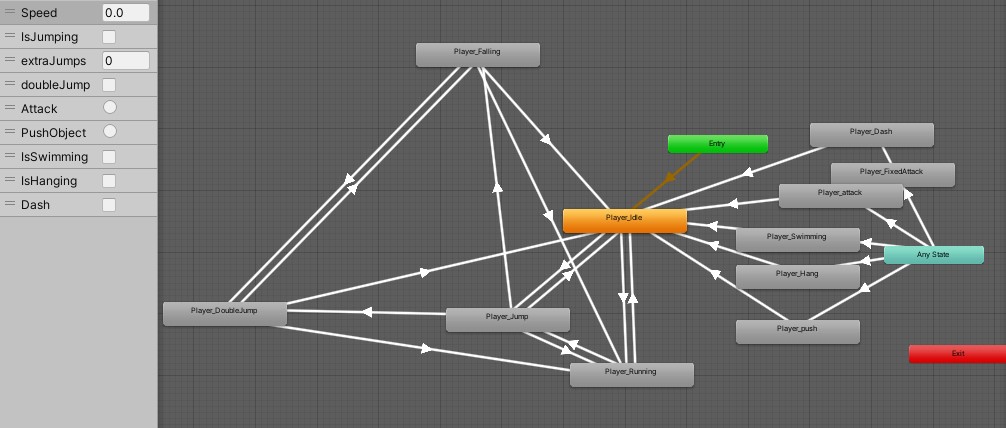 Speed 0.0
IsJumping
extraJumps 0
doubleJump
Attack
PushObject
IsSwimming
IsHanging
Dash
Player_Falling
Entry
Player_Dash
Player_FixedAttack
Player_attack
Player_Idle
Player_Swimming
Any State
Player_Hang
Player_DoubleJump
Player_Jump
Player_push
Exit
Player_Running